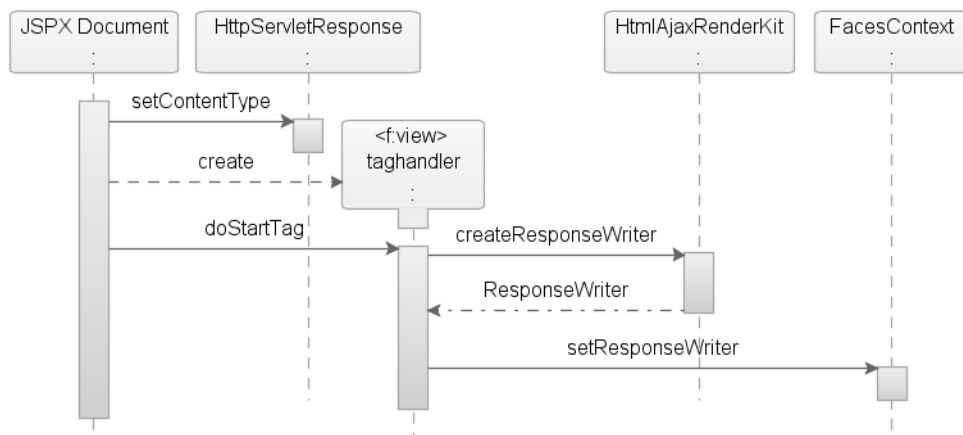 JSPX Document
:
HttpServletResponse
:
HtmlAjaxRenderKit
:
FacesContext
:
setContentType
<f:view>
taghandler
:
create
doStartTag
createResponseWriter
ResponseWriter
setResponseWriter